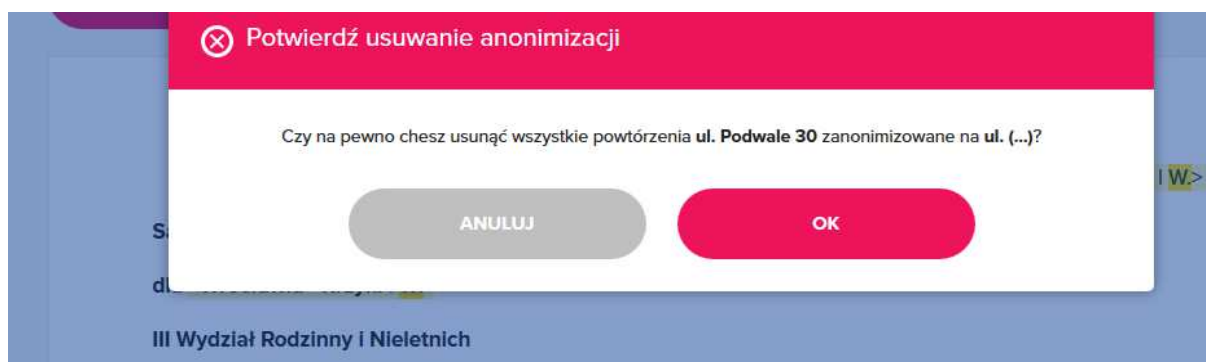 Potwierdź usuwanie anonimizacji
Czy na pewno chesz usunąć wszystkie powtórzenia ul. Podwale 30 zanonimizowane na ul. (...)?
W.>
ANULUJ OK
III Wydział Rodzinny i Nieletnich